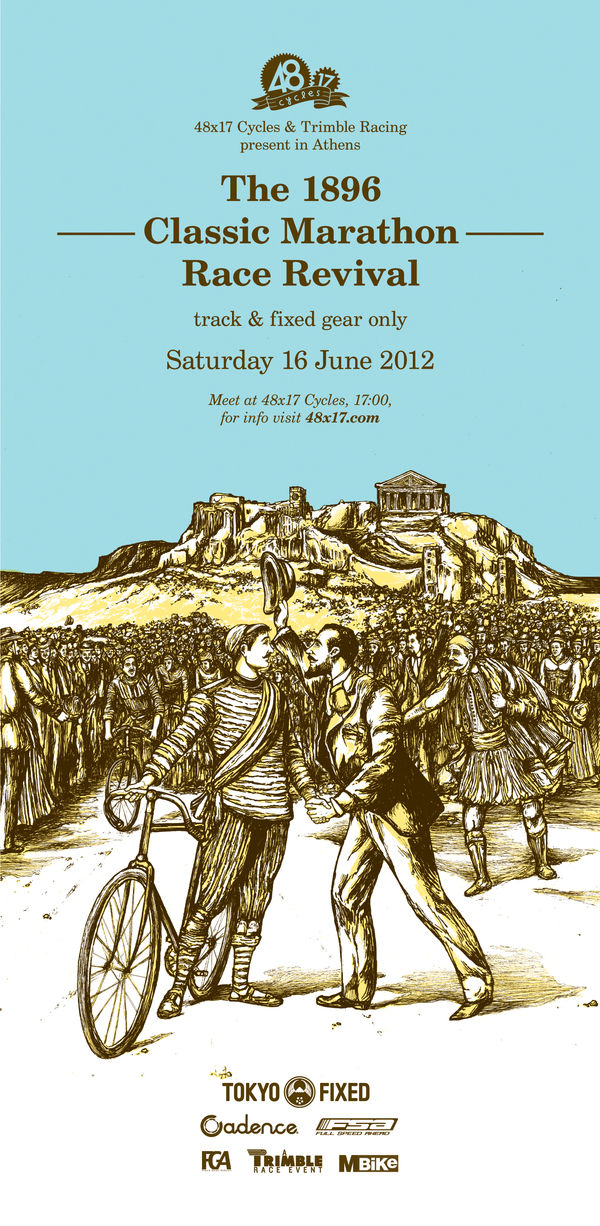 48 17
cycles
48x17 Cycles & Trimble Racing
present in Athens
The 1896
Classic Marathon
Race Revival
track & fixed gear only
Saturday 16 June 2012
Meet at 48x17 Cycles, 17:00,
for info visit 48x17.com
TOKYO FIXED
Cadence.
FSA
FULL SPEED AHEAD
FGA
TRIMBLE
RACE EVENT
MBiKe